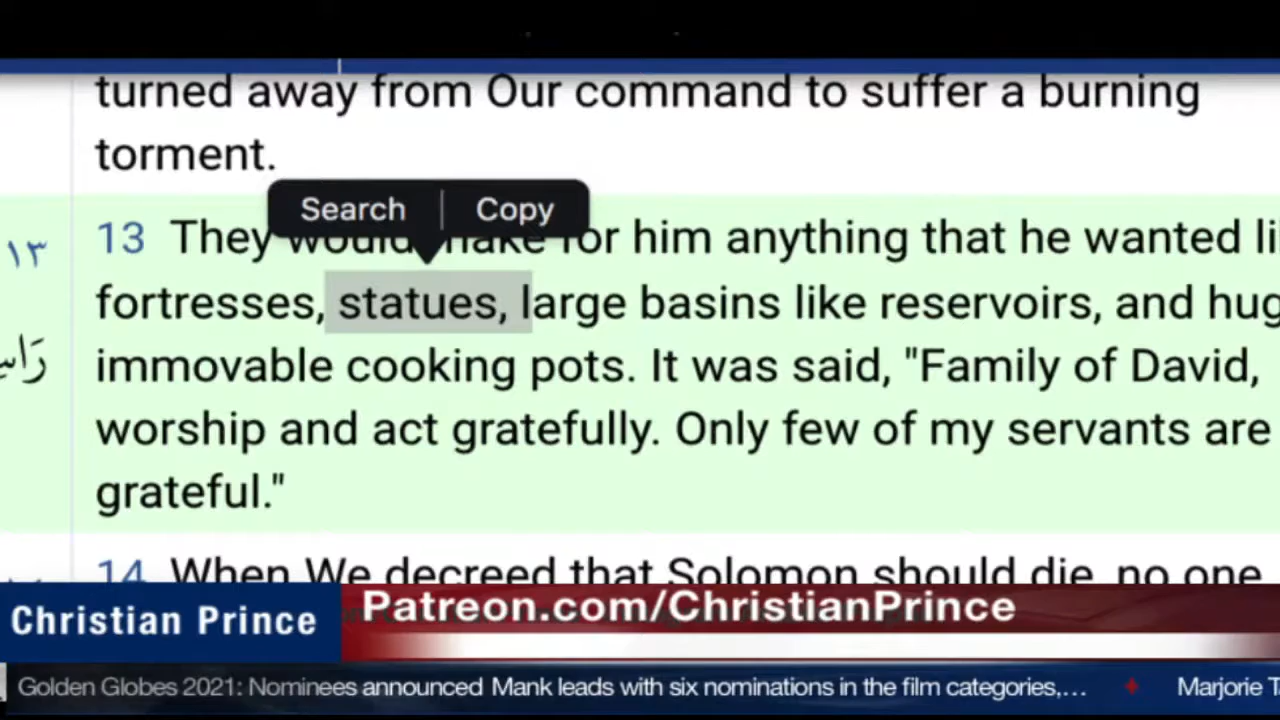 turned away from Our command to suffer a burning
torment.
Search | Copy
١٣
13 They would make for him anything that he wanted
fortresses, statues, large basins like reservoirs, and
immovable cooking pots. It was said, "Family of David,
worship and act gratefully. Only few of my servants are
grateful."
14 When We decreed that Solomon should die, no one
Christian Prince
Patreon.com/ChristianPrince
Golden Globes 2021: Nominees announced Mank leads with six nominations in the film categories,… Marjorie